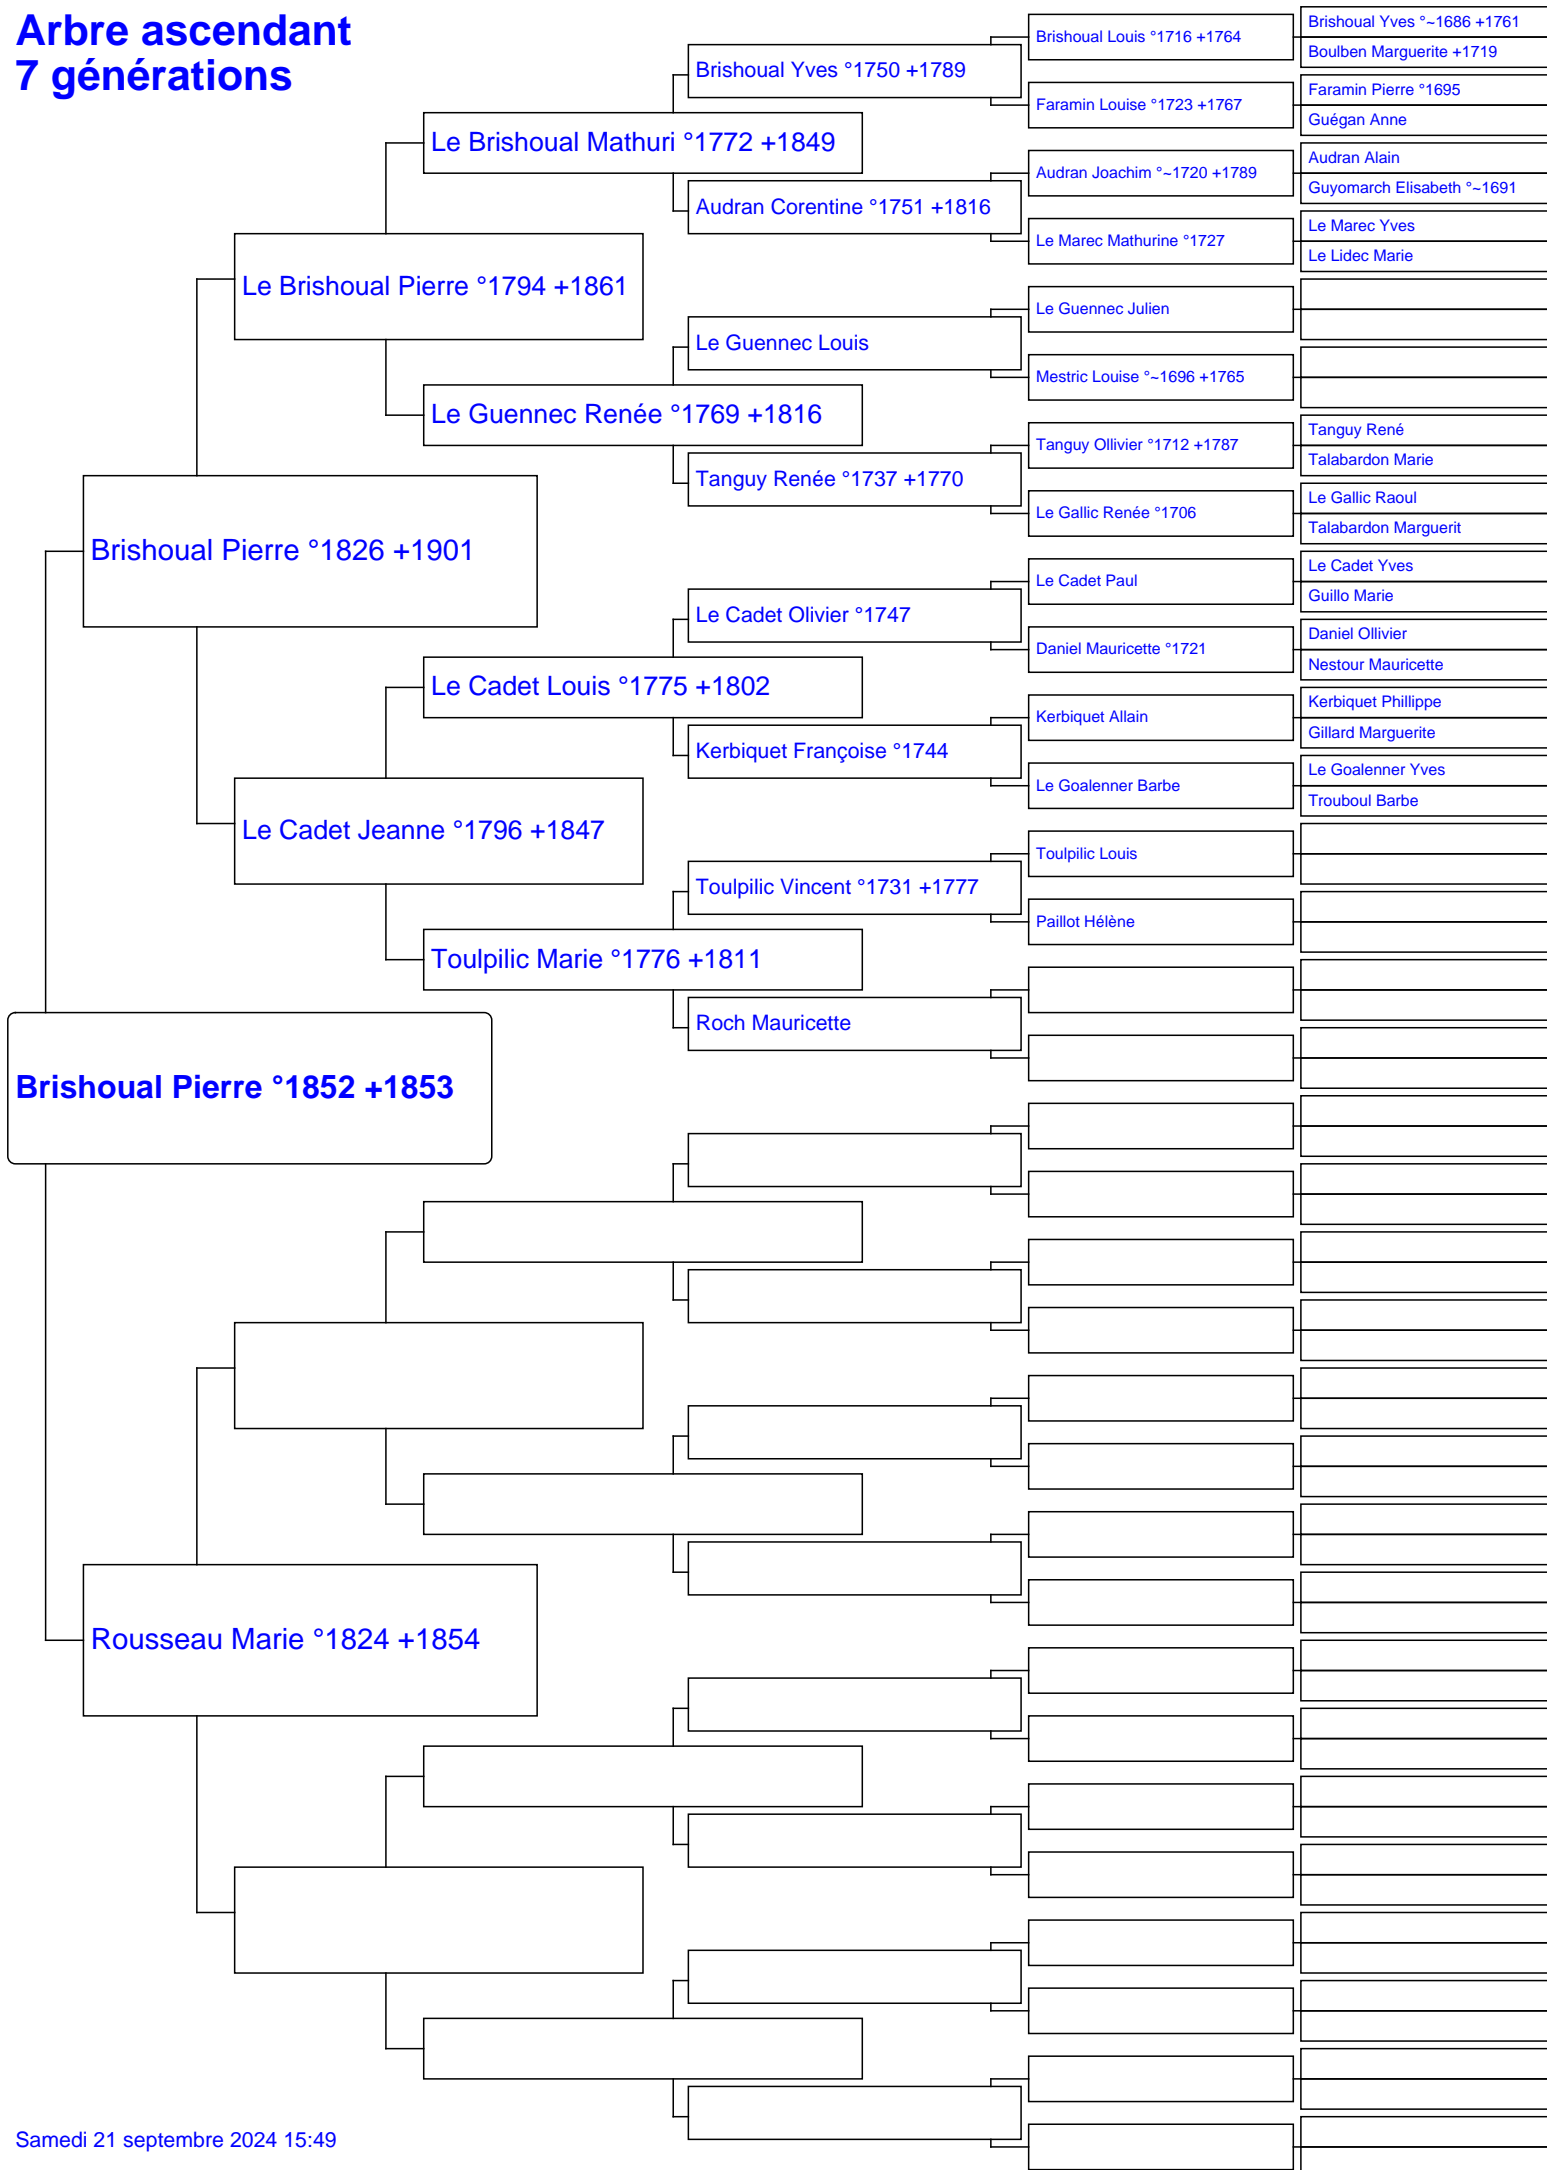 Arbre ascendant
7 générations
Brishoual Pierre °1852 +1853
Brishoual Pierre °1826 +1901
Rousseau Marie °1824 +1854
Le Brishoual Pierre °1794 +1861
Le Cadet Jeanne °1796 +1847
Le Brishoual Mathuri °1772 +1849
Le Guennec Renée °1769 +1816
Le Cadet Louis °1775 +1802
Toulpilic Marie °1776 +1811
Brishoual Yves °1750 +1789
Audran Corentine °1751 +1816
Le Guennec Louis
Tanguy Renée °1737 +1770
Le Cadet Olivier °1747
Kerbiquet Françoise °1744
Toulpilic Vincent °1731 +1777
Roch Mauricette
Brishoual Louis °1716 +1764
Faramin Louise °1723 +1767
Audran Joachim °~1720 +1789
Le Marec Mathurine °1727
Le Guennec Julien
Mestric Louise °~1696 +1765
Tanguy Ollivier °1712 +1787
Le Gallic Renée °1706
Le Cadet Paul
Daniel Mauricette °1721
Kerbiquet Allain
Le Goalenner Barbe
Toulpilic Louis
Paillot Hélène
Brishoual Yves °~1686 +1761
Boulben Marguerite +1719
Faramin Pierre °1695
Guégan Anne
Audran Alain
Guyomarch Elisabeth °~1691
Le Marec Yves
Le Lidec Marie
Tanguy René
Talabardon Marie
Le Gallic Raoul
Talabardon Marguerit
Le Cadet Yves
Guillo Marie
Daniel Ollivier
Nestour Mauricette
Kerbiquet Phillippe
Gillard Marguerite
Le Goalenner Yves
Trouboul Barbe
Samedi 21 septembre 2024 15:49